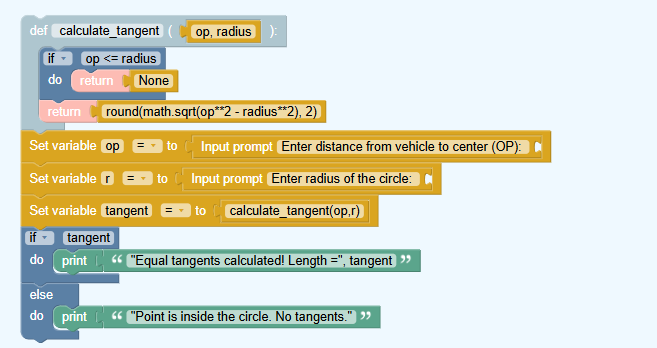 def calculate_tangent ( op, radius ):
if op <= radius
do return None
return round(math.sqrt(op**2 - radius**2), 2)
Set variable op = to Input prompt Enter distance from vehicle to center (OP):
Set variable r = to Input prompt Enter radius of the circle:
Set variable tangent = to calculate_tangent(op,r)
if tangent
do print “ "Equal tangents calculated! Length =", tangent ”
else
do print “ "Point is inside the circle. No tangents." ”